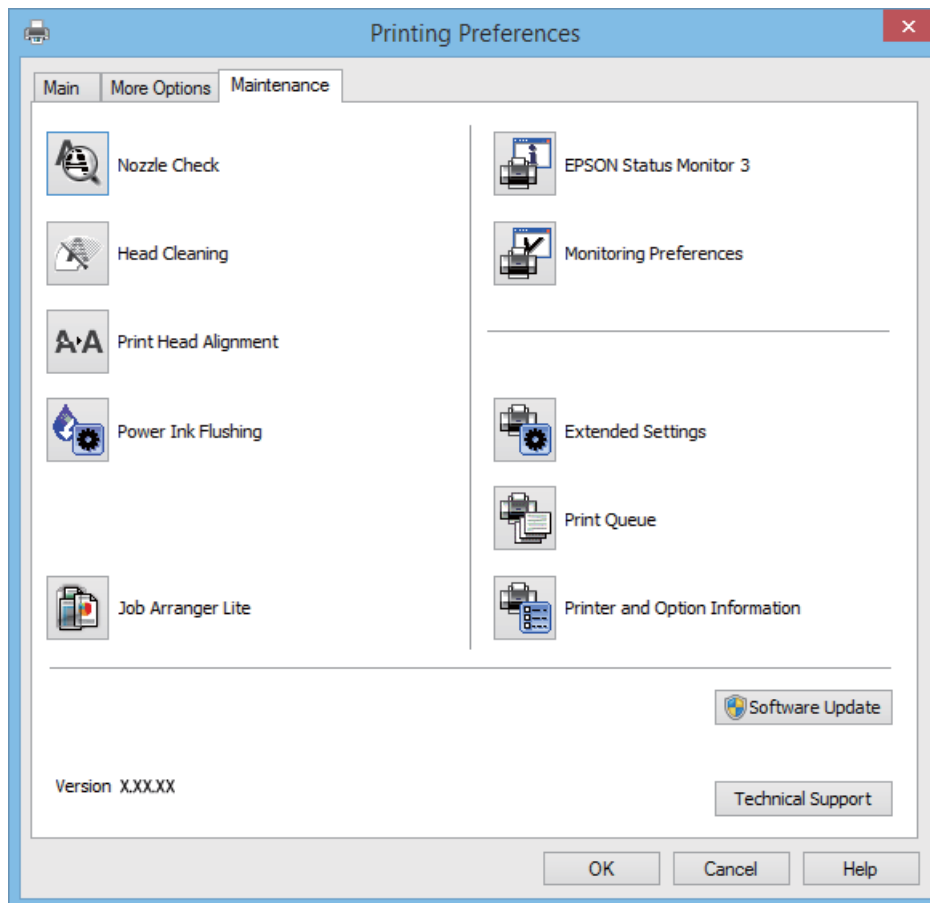 Printing Preferences
Main
More Options
Maintenance
Nozzle Check
Head Cleaning
A·A Print Head Alignment
Power Ink Flushing
Job Arranger Lite
EPSON Status Monitor 3
Monitoring Preferences
Extended Settings
Print Queue
Printer and Option Information
Software Update
Version X.XX.XX
Technical Support
OK
Cancel
Help